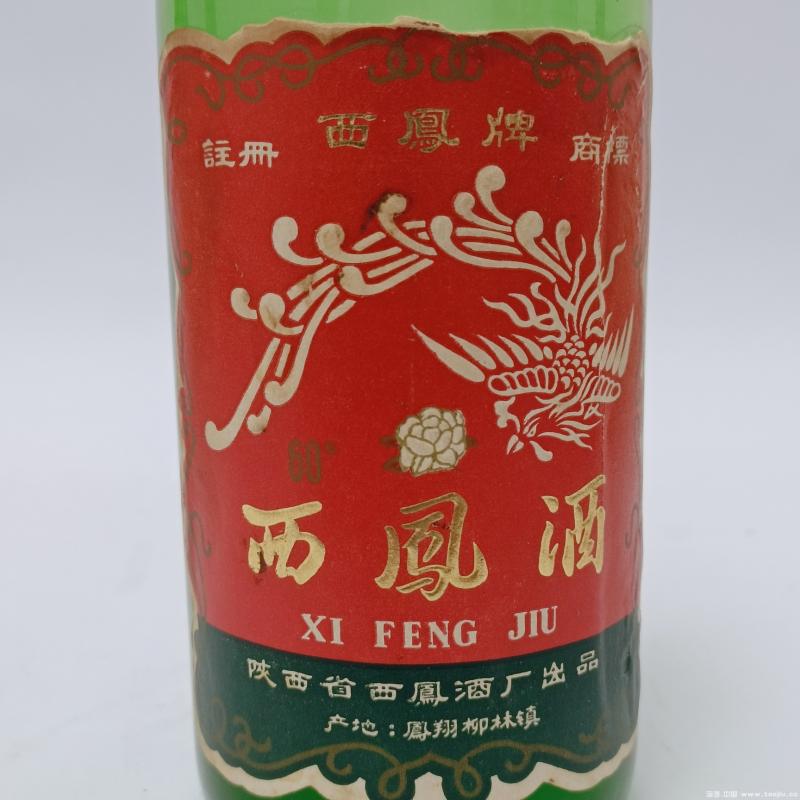 西鳳牌
註冊 商標
60°
西鳳酒
XI FENG JIU
陕西省西鳳酒厂出品
产地：鳳翔柳林镇